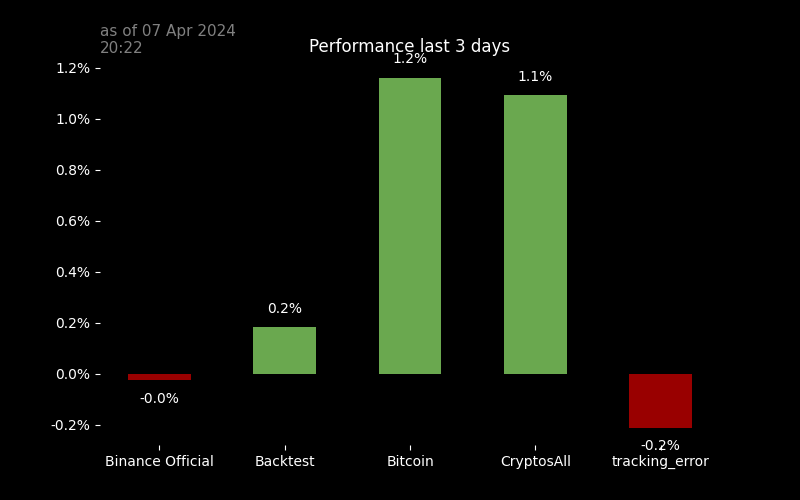 as of 07 Apr 2024
20:22
Performance last 3 days
1.2%
1.2%
1.1%
1.0%
0.8%
0.6%
0.4%
0.2%
0.2%
0.0%
-0.0%
-0.2%
-0.2%
Binance Official
Backtest
Bitcoin
CryptosAll
tracking_error